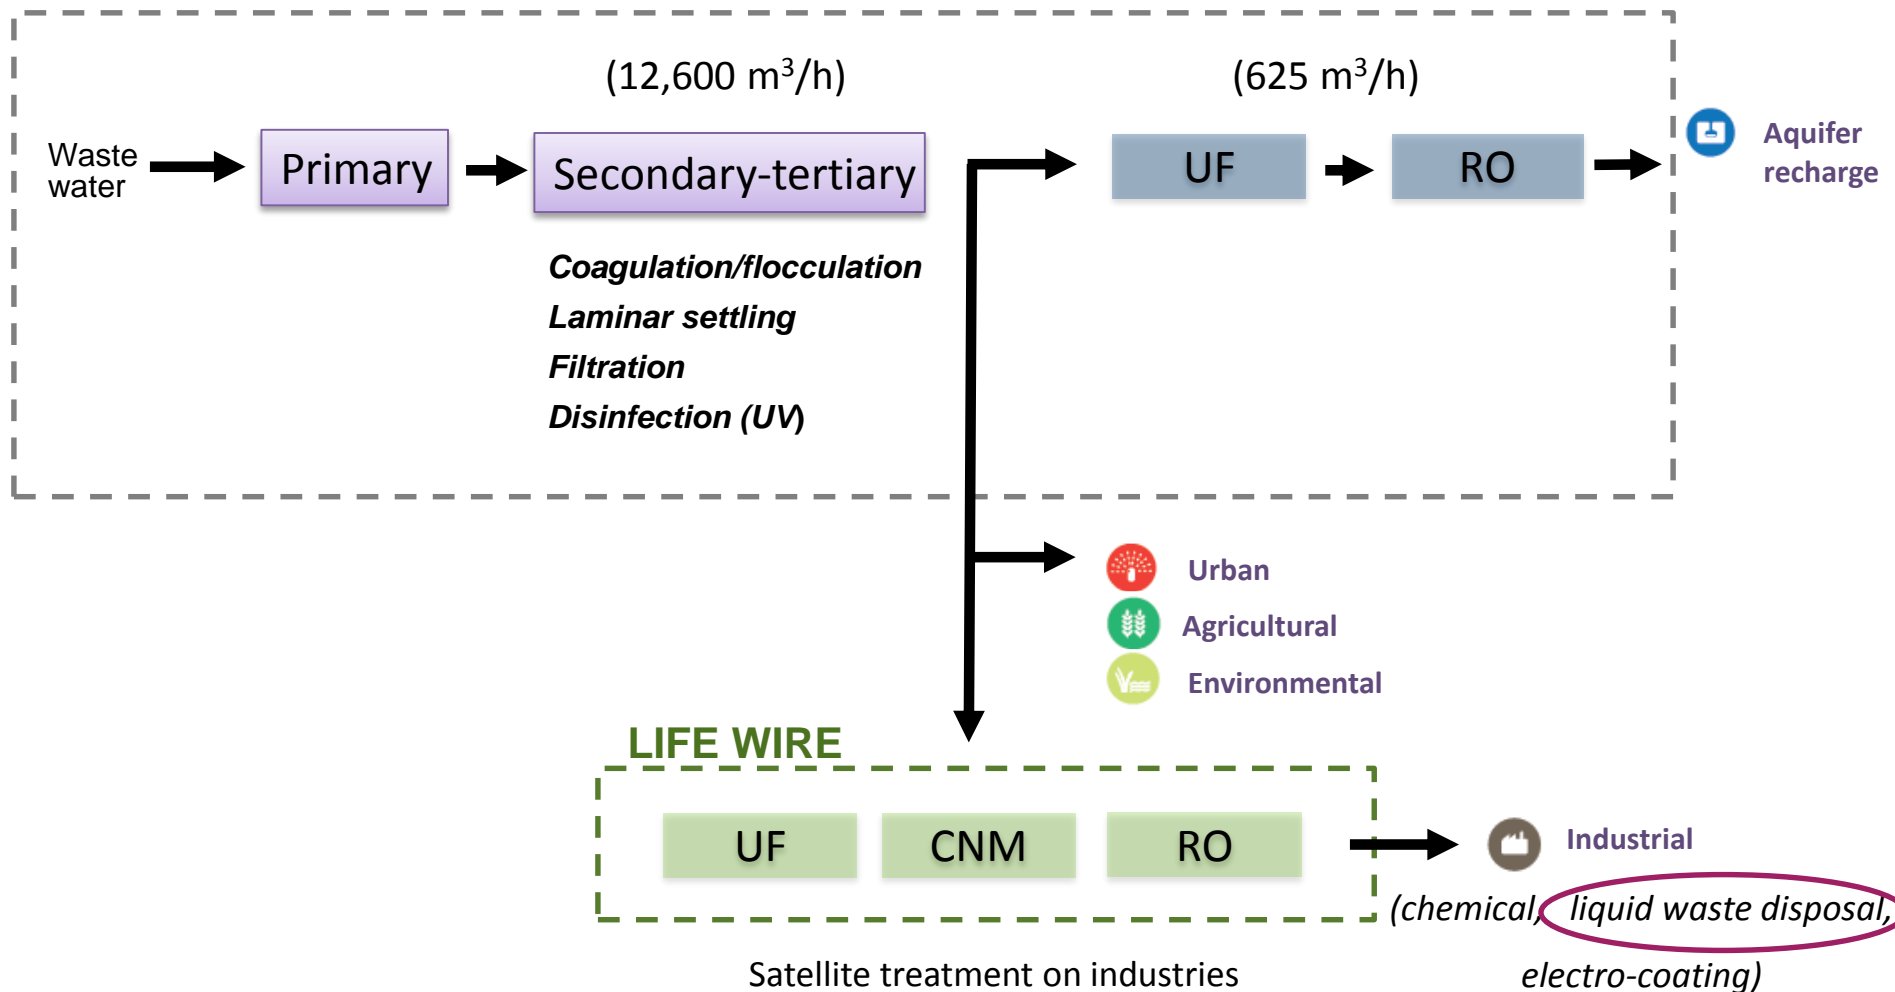 (12,600 m³/h)
(625 m³/h)
Waste
water
Primary
Secondary-tertiary
UF
RO
Aquifer
recharge
Coagulation/flocculation
Laminar settling
Filtration
Disinfection (UV)
Urban
Agricultural
Environmental
LIFE WIRE
UF
CNM
RO
Industrial
(chemical, liquid waste disposal,
electro-coating)
Satellite treatment on industries